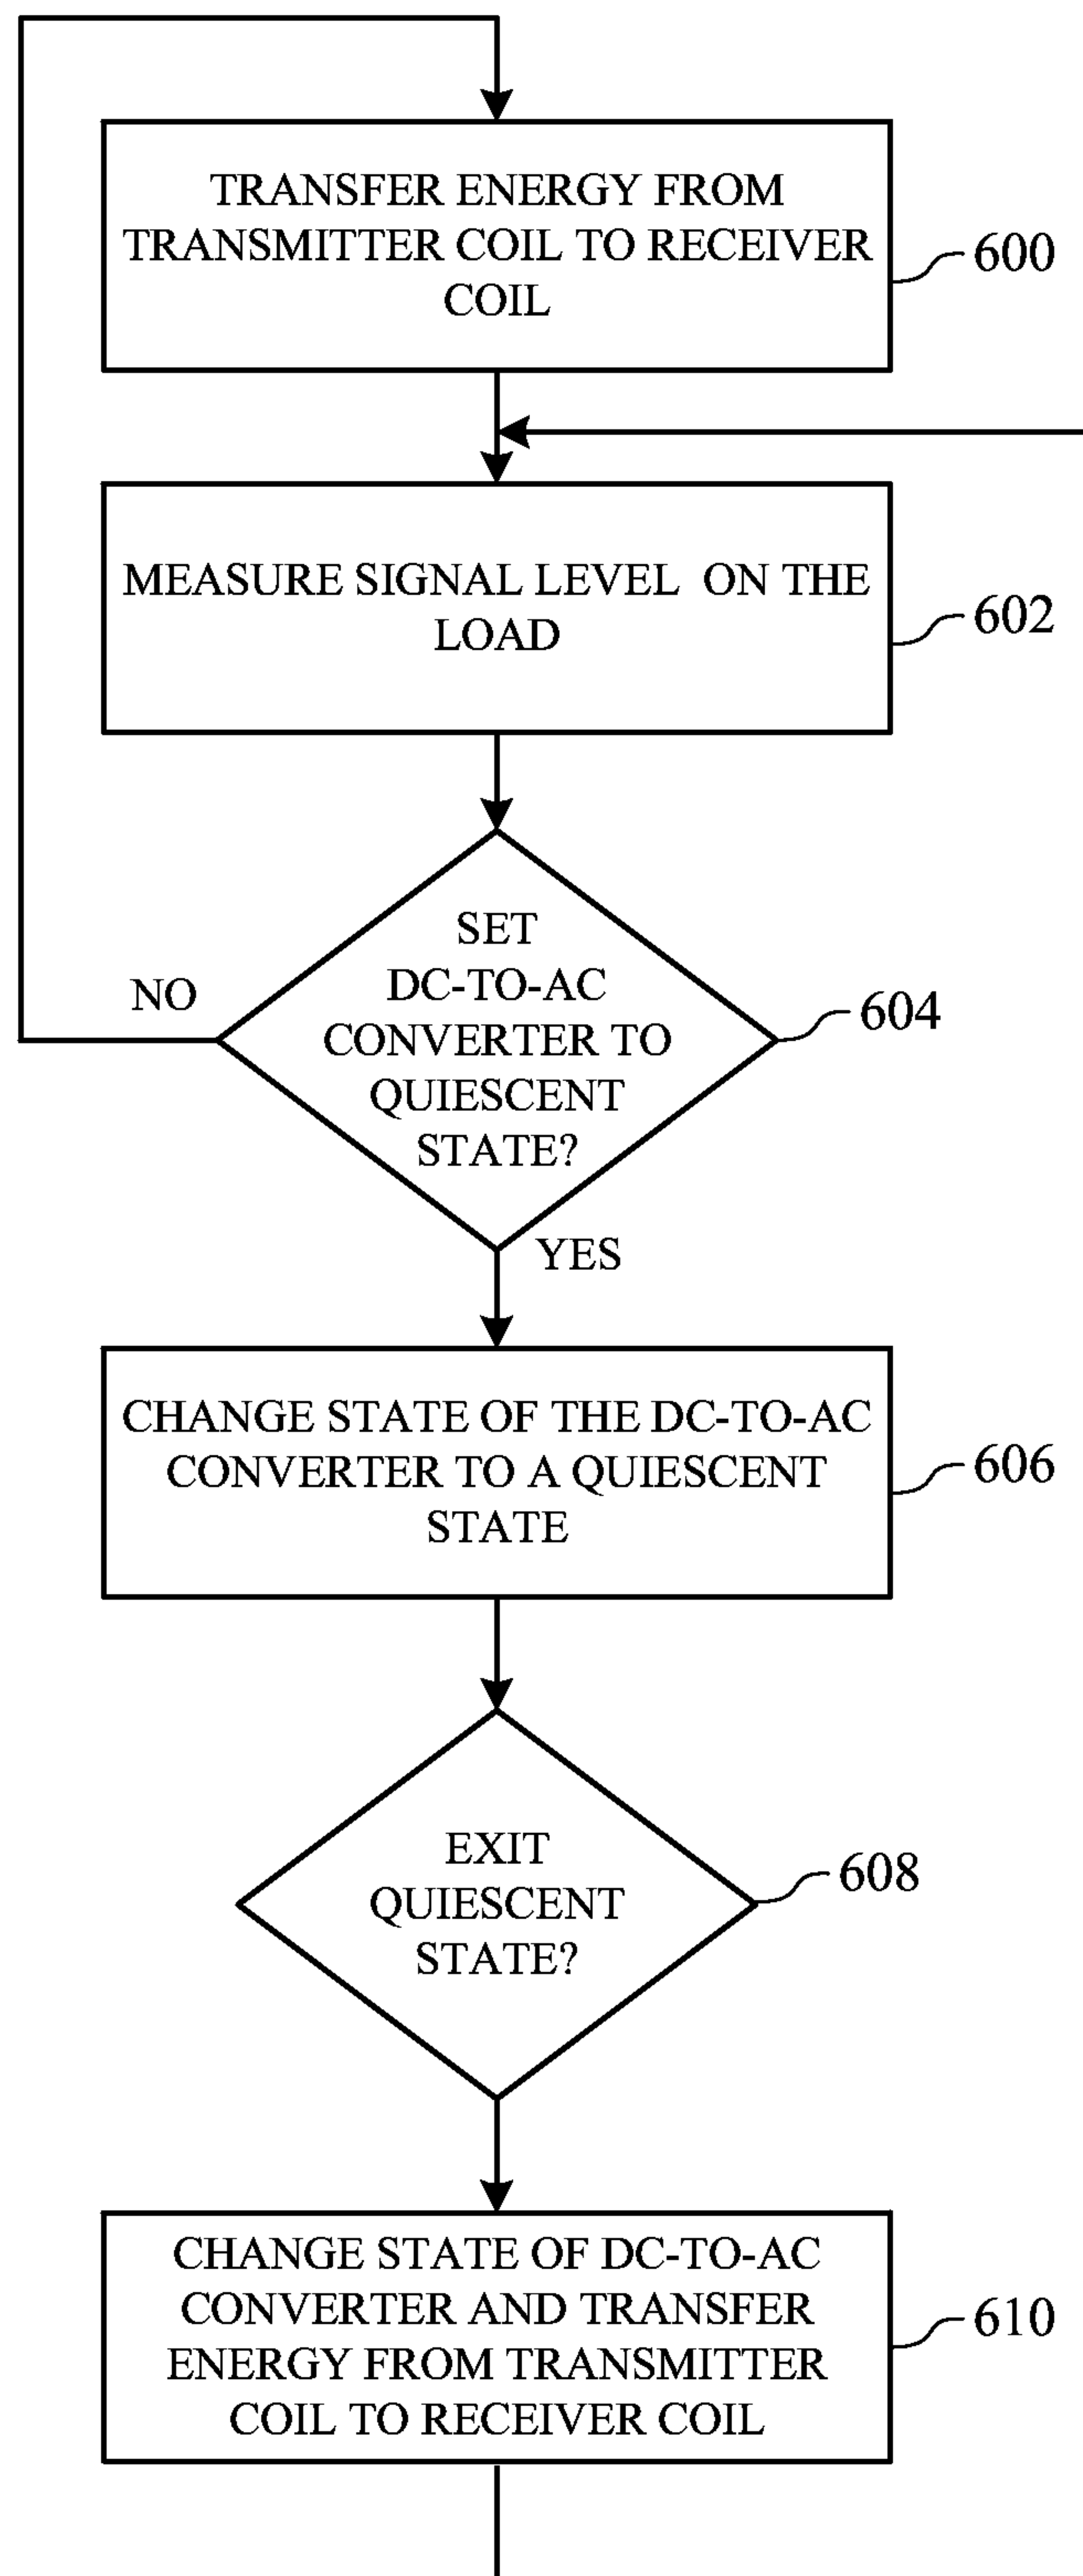 TRANSFER ENERGY FROM
TRANSMITTER COIL TO RECEIVER
COIL
600
MEASURE SIGNAL LEVEL ON THE
LOAD
602
SET
DC-TO-AC
CONVERTER TO
QUIESCENT
STATE?
NO
604
YES
CHANGE STATE OF THE DC-TO-AC
CONVERTER TO A QUIESCENT
STATE
606
EXIT
QUIESCENT
STATE?
608
CHANGE STATE OF DC-TO-AC
CONVERTER AND TRANSFER
ENERGY FROM TRANSMITTER
COIL TO RECEIVER COIL
610